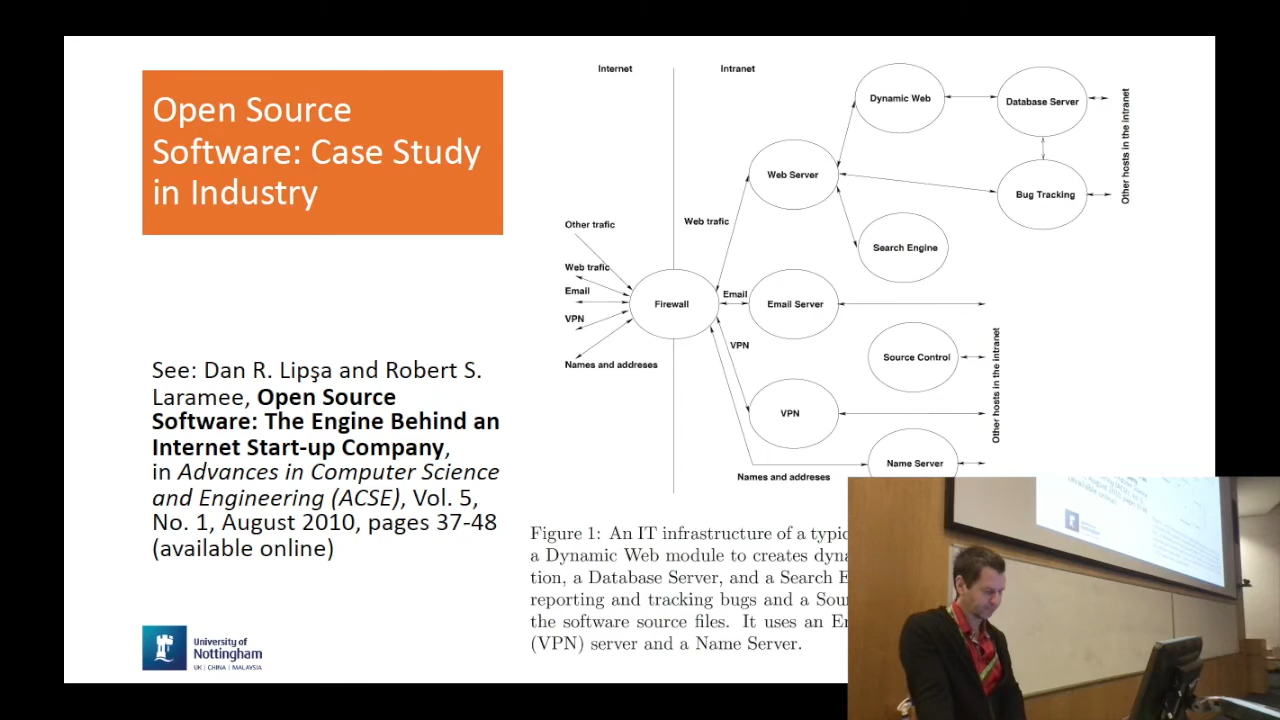 Open Source
Software: Case Study
in Industry
See: Dan R. Lipşa and Robert S.
Laramee, Open Source
Software: The Engine Behind an
Internet Start-up Company,
in Advances in Computer Science
and Engineering (ACSE), Vol. 5,
No. 1, August 2010, pages 37-48
(available online)
University of
Nottingham
UK | CHINA | MALAYSIA
Internet
Intranet
Dynamic Web
Database Server
Other hosts in the intranet
Web Server
Bug Tracking
Other trafic
Web trafic
Search Engine
Web trafic
Email
Firewall
Email
Email Server
VPN
VPN
Source Control
Other hosts in the intranet
Names and addreses
VPN
Name Server
Names and addreses
Figure 1: An IT infrastructure of a
a Dynamic Web module to creates
tion, a Database Server, and a Search
reporting and tracking bugs and a
the software source files. It uses an
(VPN) server and a Name Server.